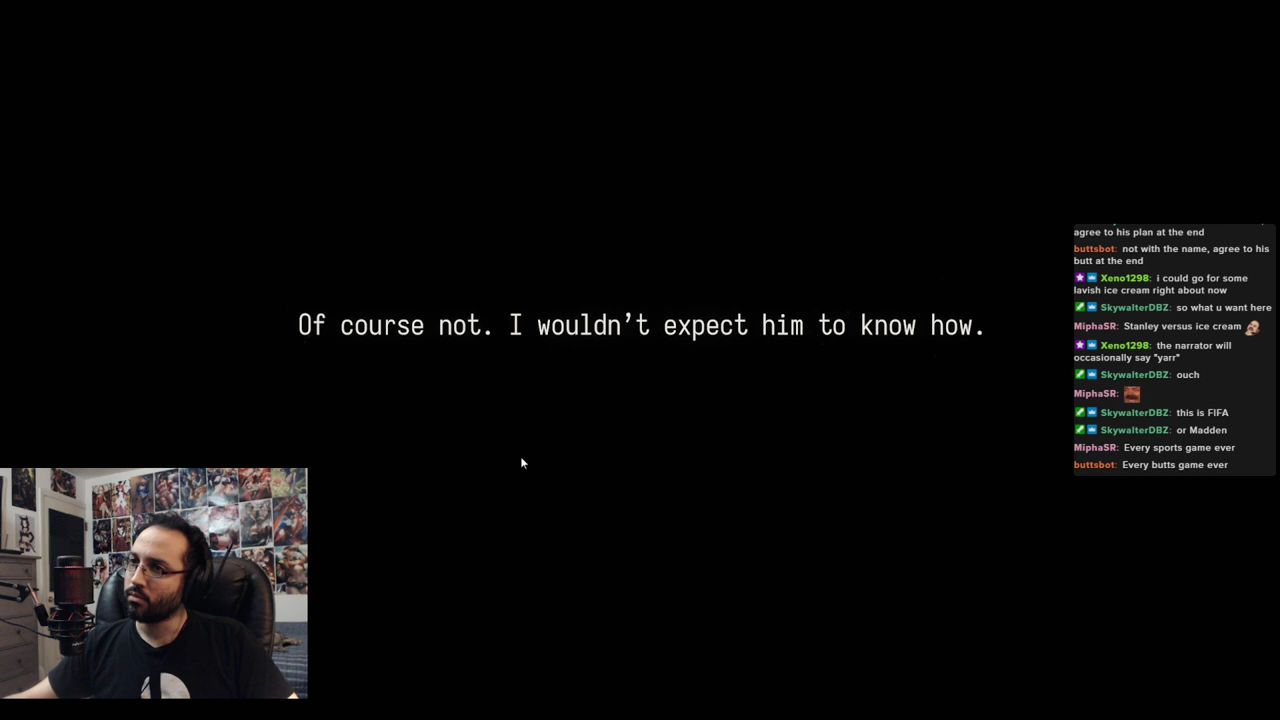 Of course not. I wouldn't expect him to know how.
agree to his plan at the end
buttsbot: not with the name, agree to his
butt at the end
Xeno1298: i could go for some
lavish ice cream right about now
SkywalterDBZ: so what u want here
MiphaSR: Stanley versus ice cream
Xeno1298: the narrator will
occasionally say "yarr"
SkywalterDBZ: ouch
MiphaSR:
SkywalterDBZ: this is FIFA
SkywalterDBZ: or Madden
MiphaSR: Every sports game ever
buttsbot: Every butts game ever